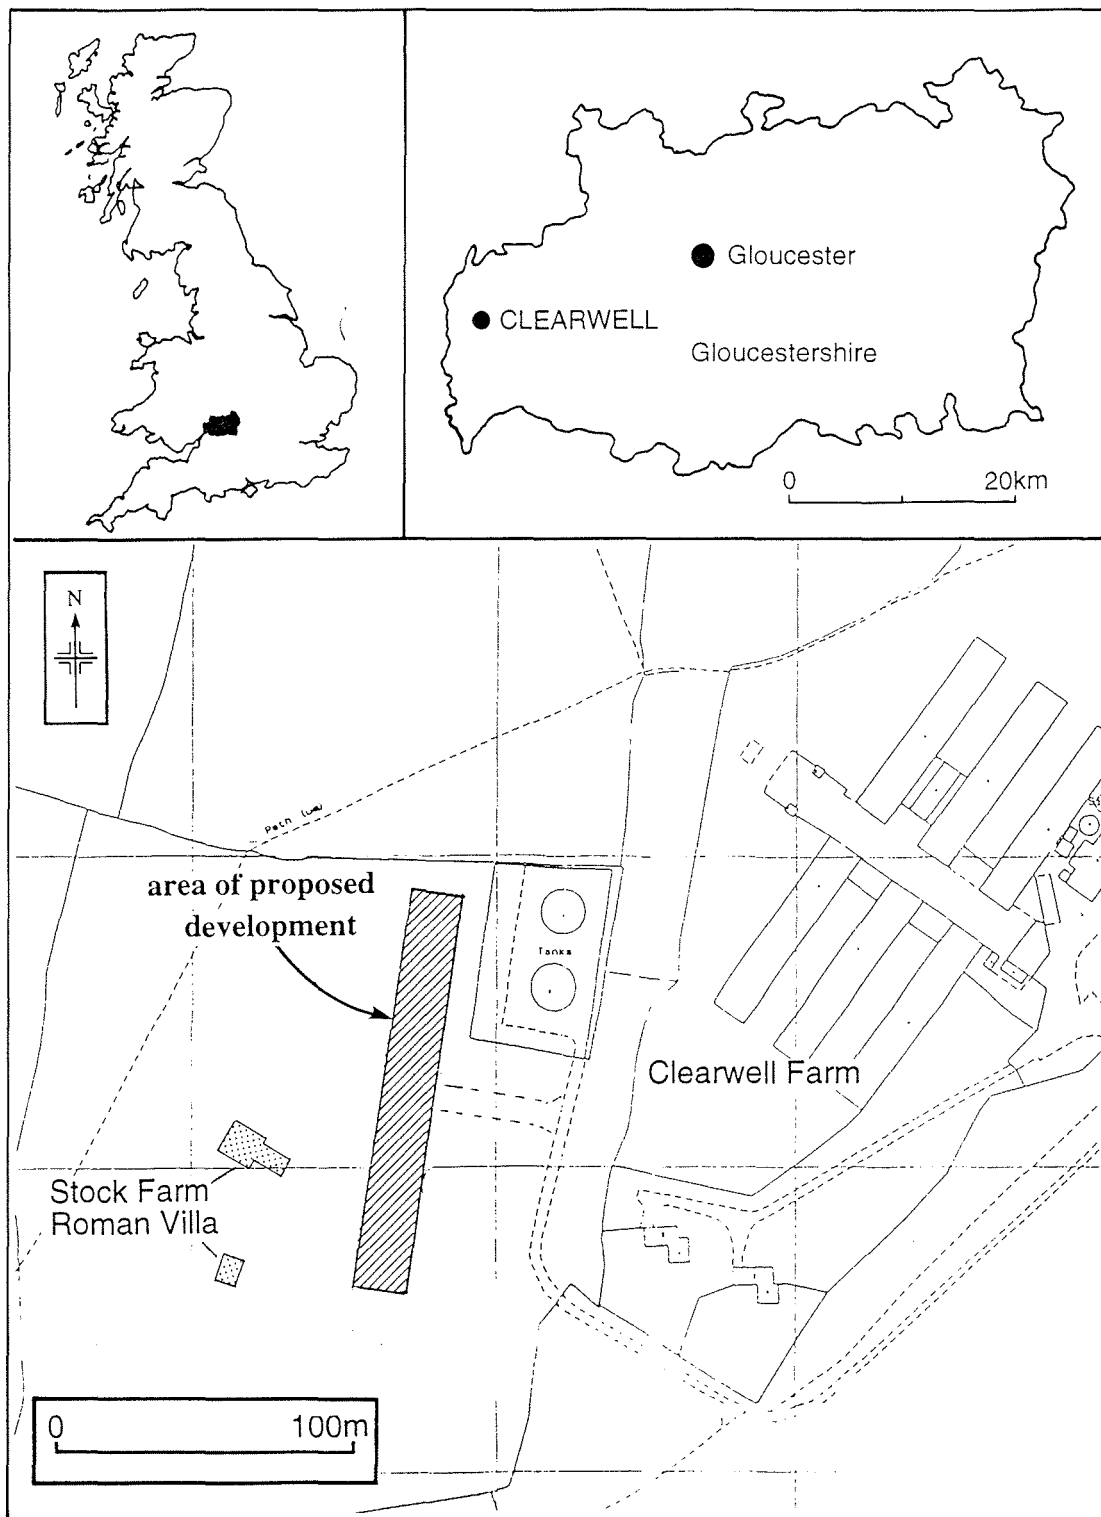 Gloucester
CLEARWELL
Gloucestershire
0 20km
N
Path (um)
area of proposed
development
Tanks
Clearwell Farm
Stock Farm
Roman Villa
0 100m